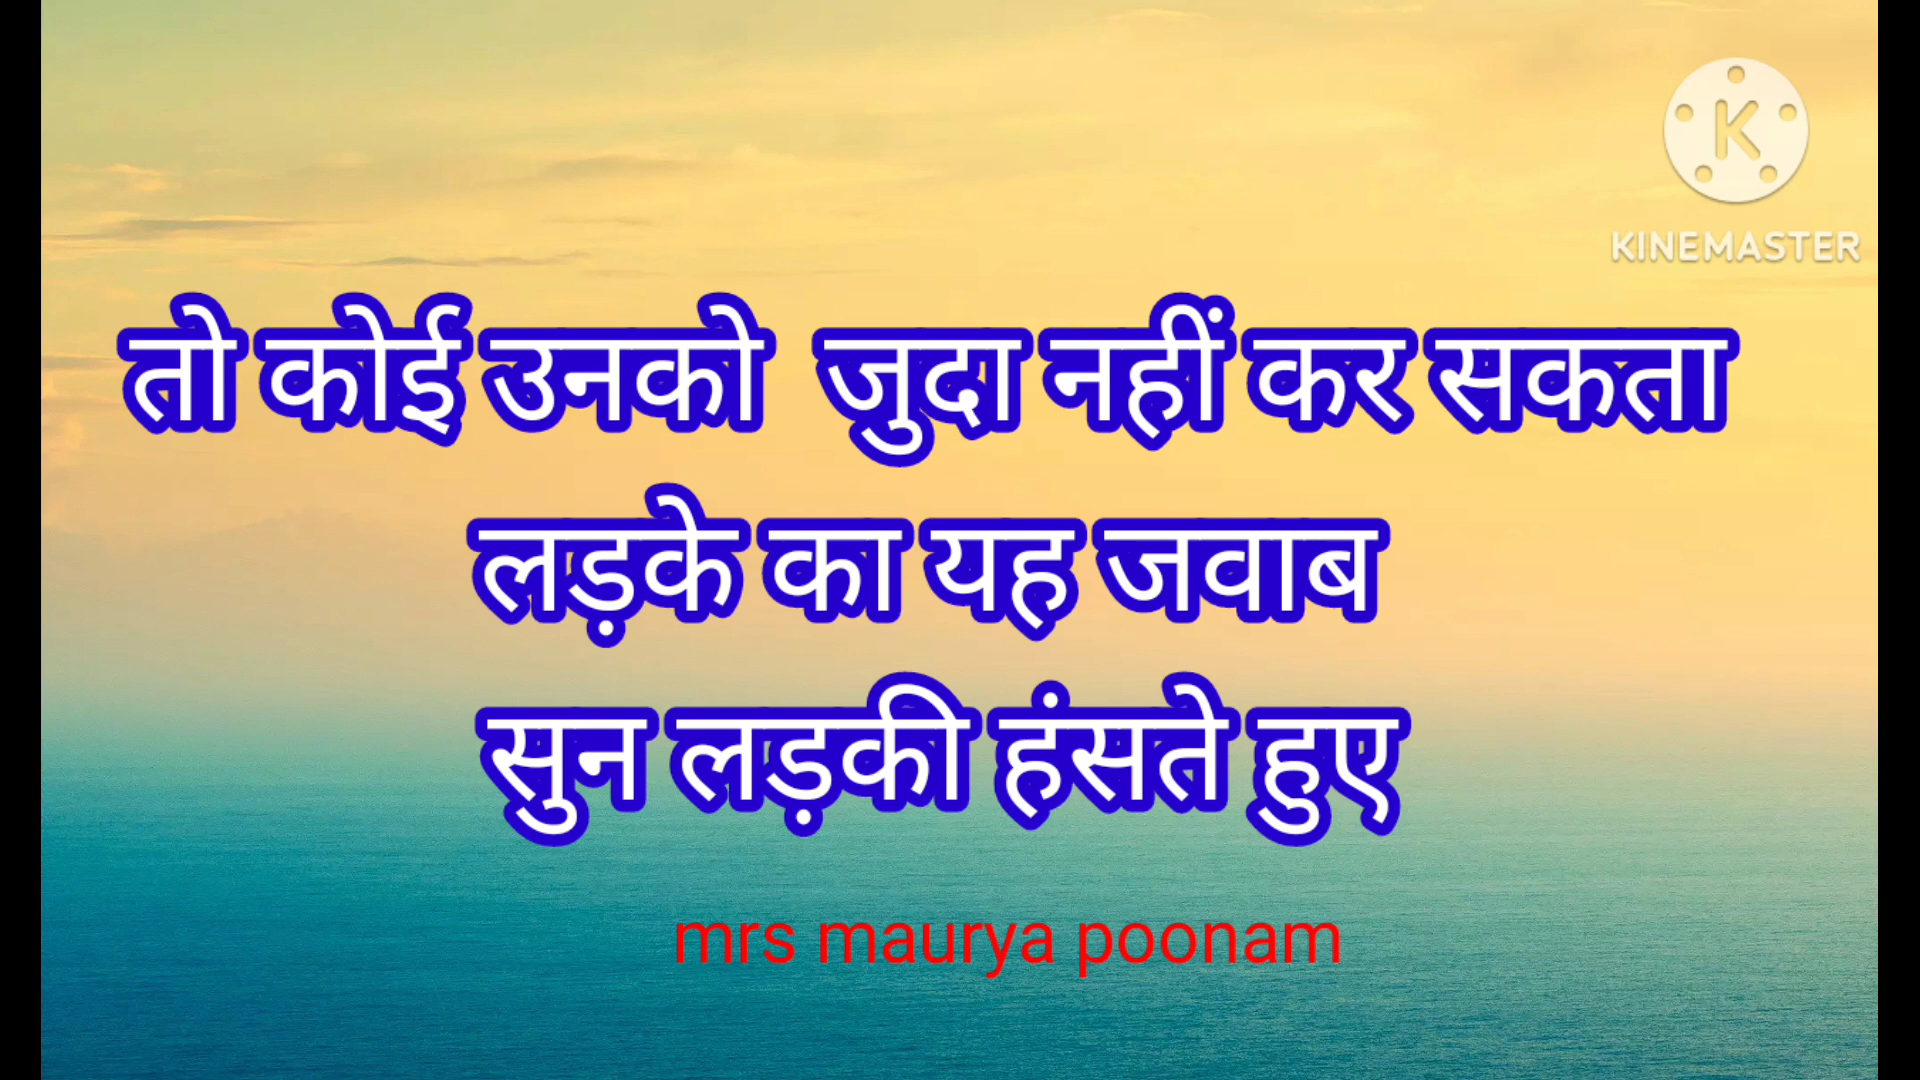 KINEMASTER
तो कोई उनको जुदा नहीं कर सकता
लड़के का यह जवाब
सुन लड़की हंसते हुए
mrs maurya poonam